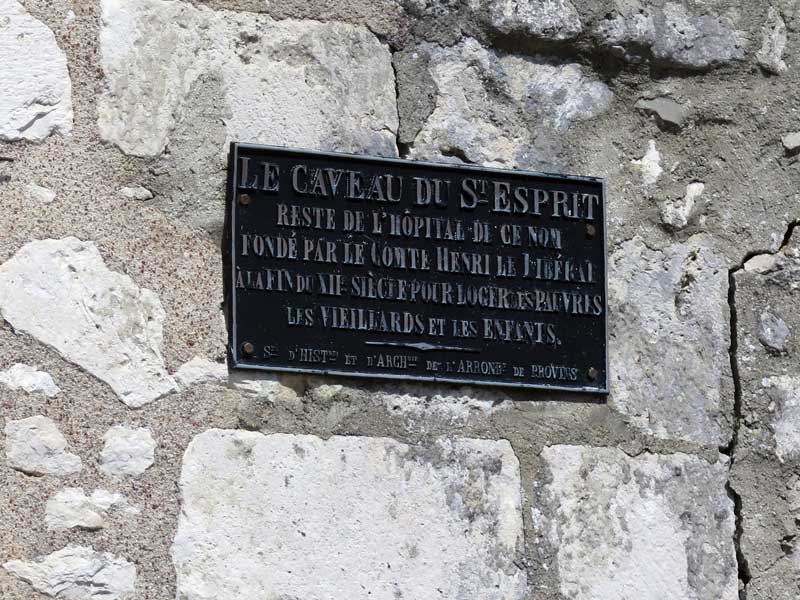 LE CAVEAU DU ST ESPRIT
RESTE DE L'HÔPITAL DE CE NOM
FONDÉ PAR LE COMTE HENRI LE LIBÉRAL
A LA FIN DU XIIE SIÈCLE POUR LOGER LES PAUVRES
LES VIEILLARDS ET LES ENFANTS.
STÉ D'HISTRE ET D'ARCHGIE DE L'ARRONDT DE PROVINS